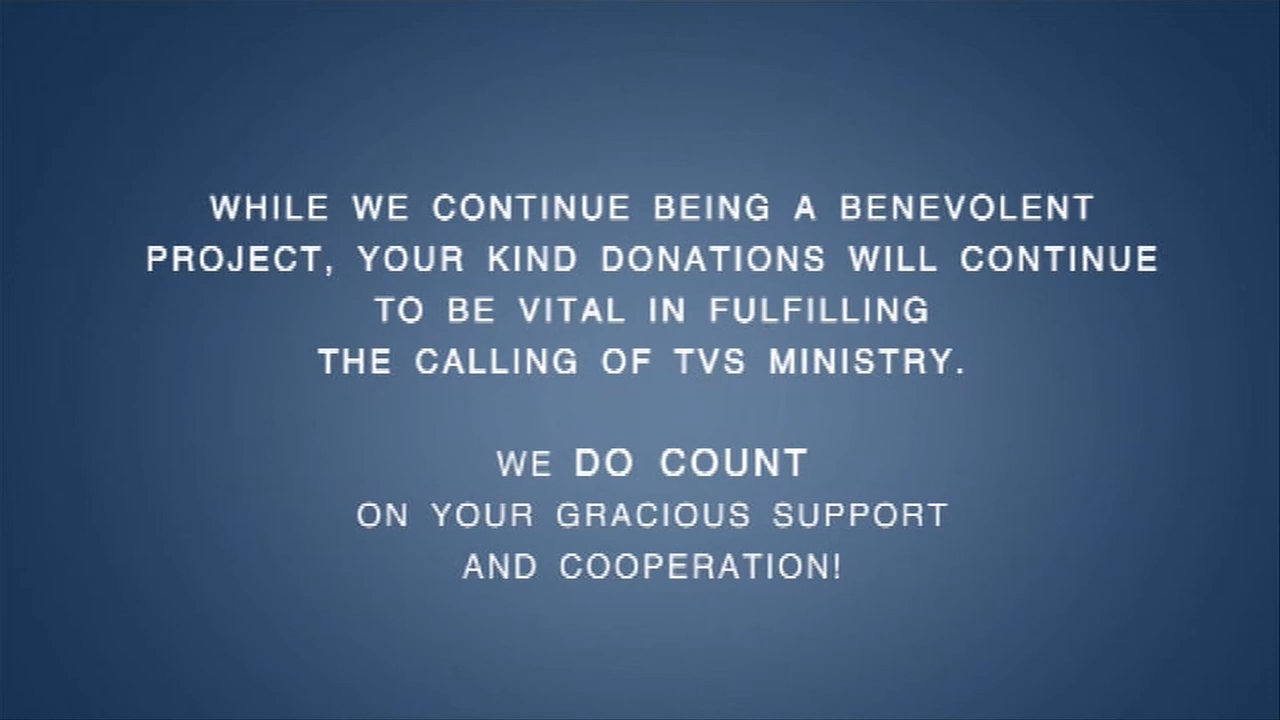 WHILE WE CONTINUE BEING A BENEVOLENT
PROJECT, YOUR KIND DONATIONS WILL CONTINUE
TO BE VITAL IN FULFILLING
THE CALLING OF TVS MINISTRY.
WE DO COUNT
ON YOUR GRACIOUS SUPPORT
AND COOPERATION!